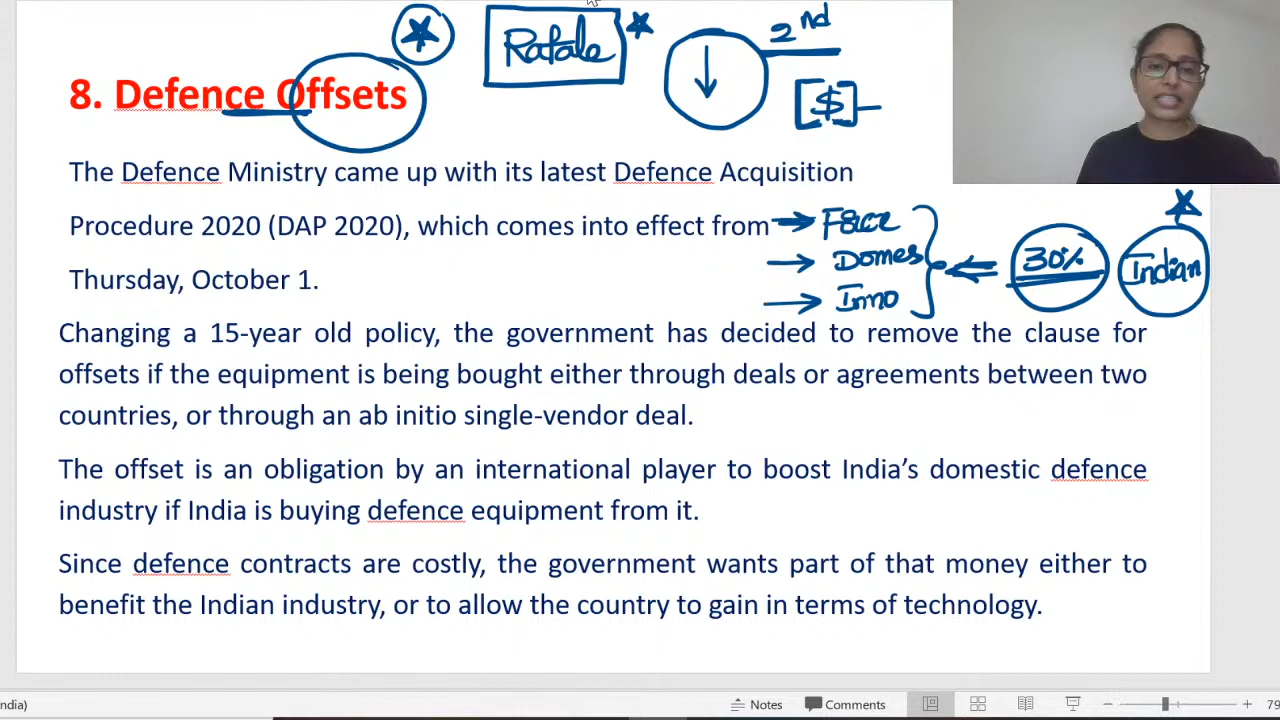 Rafale
2nd
[$]
8. Defence Offsets
The Defence Ministry came up with its latest Defence Acquisition
Procedure 2020 (DAP 2020), which comes into effect from
Thursday, October 1.
Domes
Inno
30%
Indian
Changing a 15-year old policy, the government has decided to remove the clause for
offsets if the equipment is being bought either through deals or agreements between two
countries, or through an ab initio single-vendor deal.
The offset is an obligation by an international player to boost India’s domestic defence
industry if India is buying defence equipment from it.
Since defence contracts are costly, the government wants part of that money either to
benefit the Indian industry, or to allow the country to gain in terms of technology.
ndia)
Notes
Comments
79